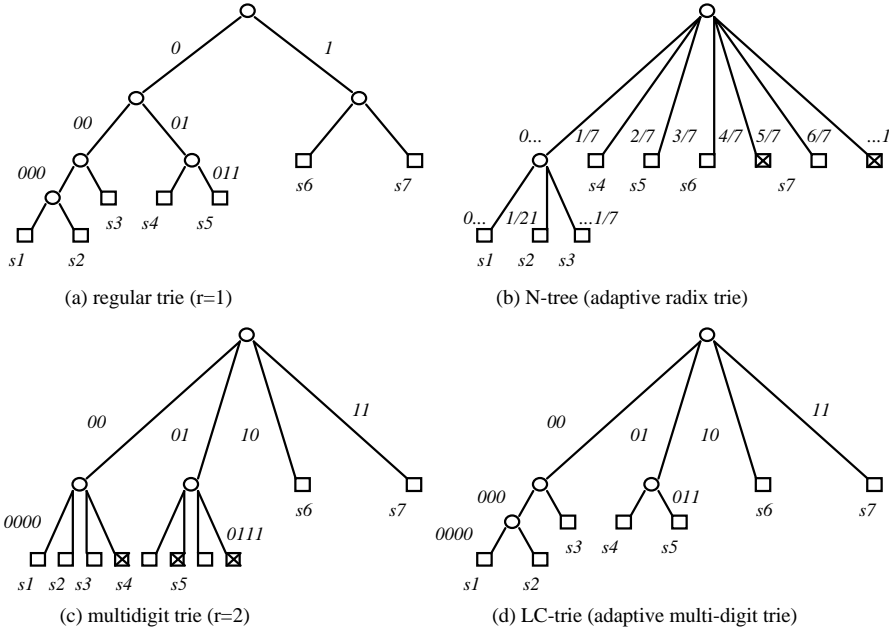 0 1
00 01
000 011
s6 s7
s3 s4 s5
s1 s2
(a) regular trie (r=1)
0... 1/7 2/7 3/7 4/7 5/7 6/7 ...1
s4 s5 s6 s7
0... 1/21 ...1/7
s1 s2 s3
(b) N-tree (adaptive radix trie)
00 01 10 11
s6 s7
0000 0111
s1 s2 s3 s4 s5
(c) multidigit trie (r=2)
00 01 10 11
000 011
s6 s7
0000
s3 s4 s5
s1 s2
(d) LC-trie (adaptive multi-digit trie)